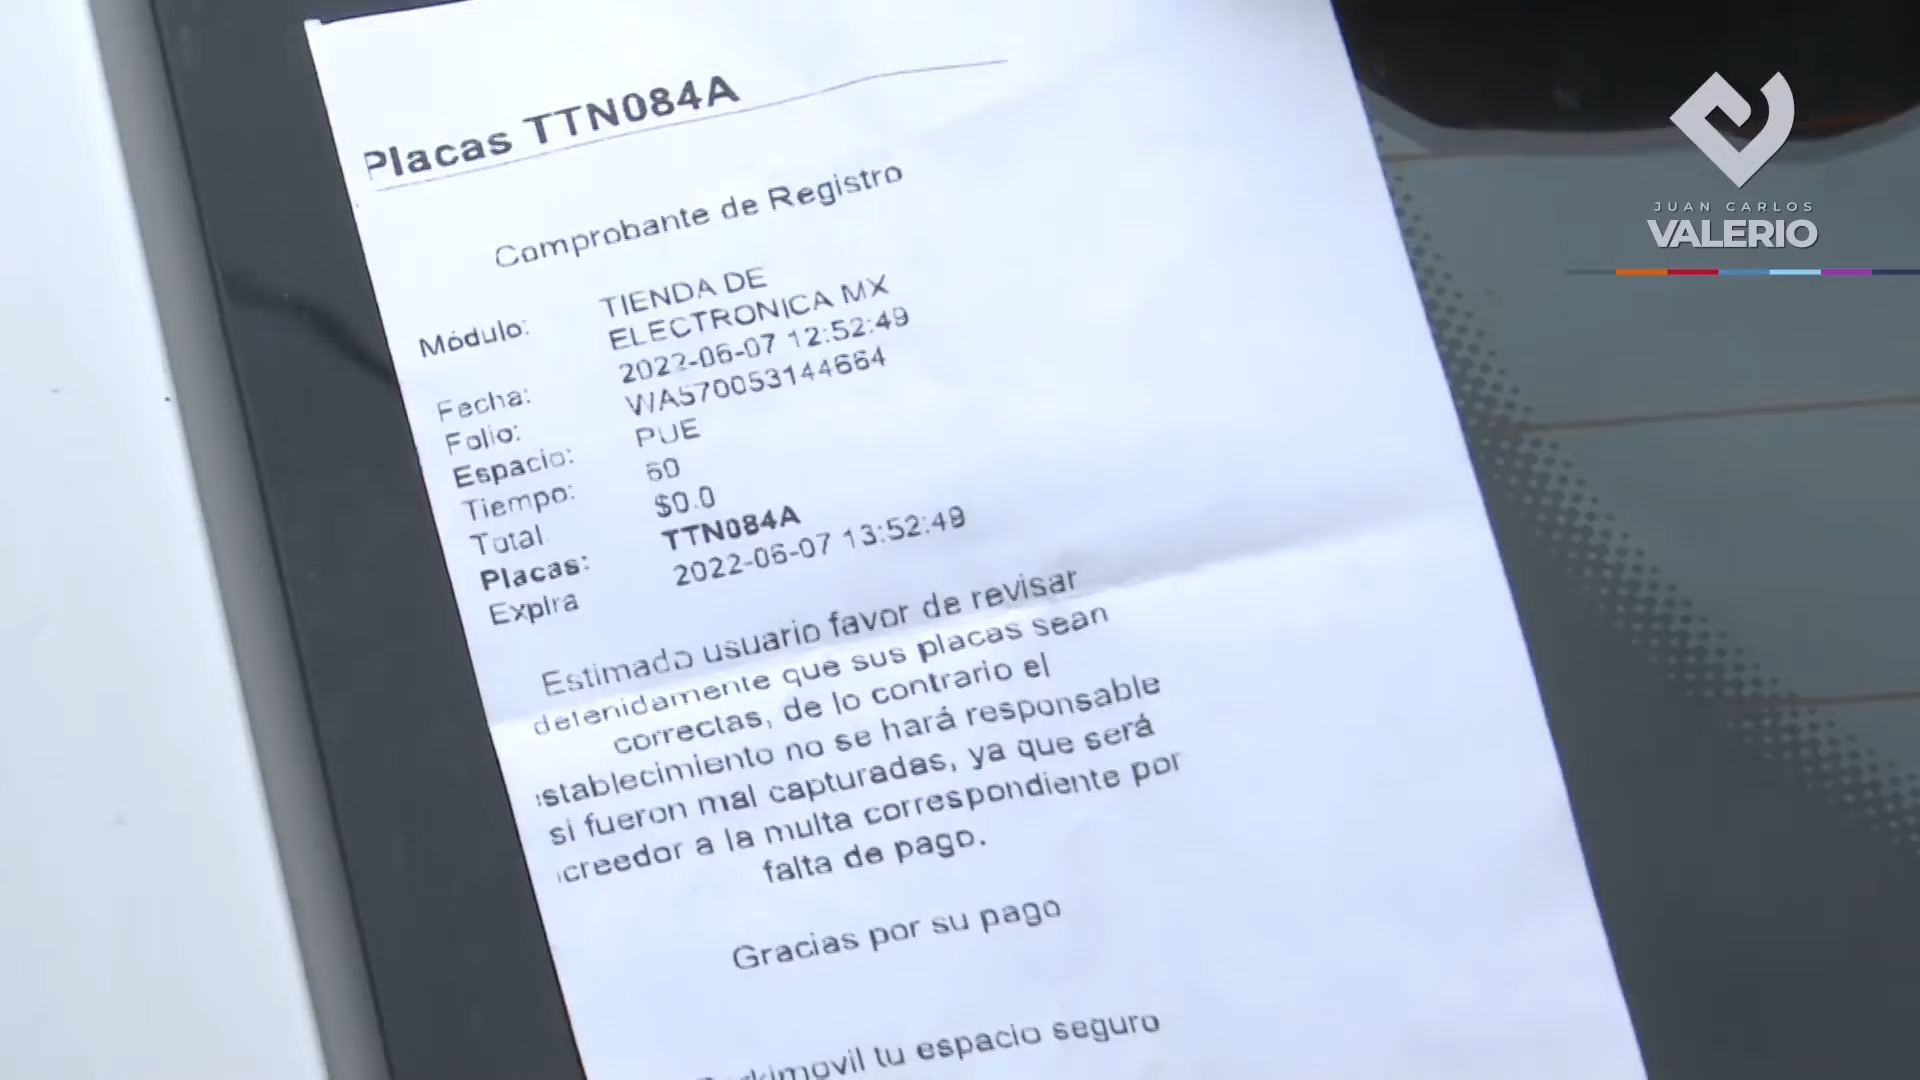 Placas TTN084A
Comprobante de Registro
Módulo: TIENDA DE
ELECTRONICA MX
Fecha: 2022-06-07 12:52:49
Folio: WA570053144664
Espacio: PUE
Tiempo: 60
Total $0.0
Placas: TTN084A
Expira 2022-06-07 13:52:49
Estimado usuario favor de revisar
detenidamente que sus placas sean
correctas, de lo contrario el
stablecimiento no se hará responsable
si fueron mal capturadas, ya que será
creedor a la multa correspondiente por
falta de pago.
Gracias por su pago
tu espacio seguro
JUAN CARLOS
VALERIO